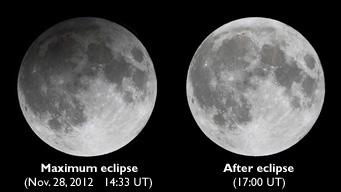 Maximum eclipse
(Nov. 28, 2012 14:33 UT)
After eclipse
(17:00 UT)